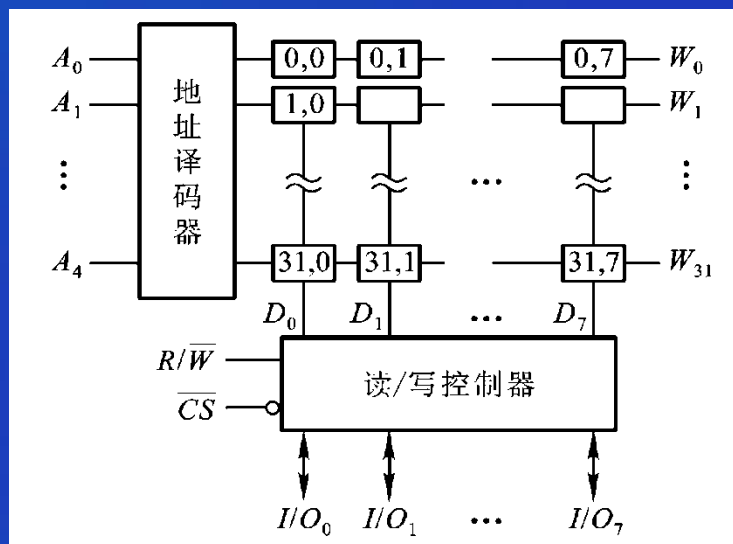 A₀ 0,0 0,1 0,7 W₀
A₁ 1,0 W₁
地址译码器
⋮ ... ⋮
A₄ 31,0 31,1 31,7 W₃₁
D₀ D₁ ... D₇
R/W̅
读/写控制器
C̅S̅
I/O₀ I/O₁ ... I/O₇